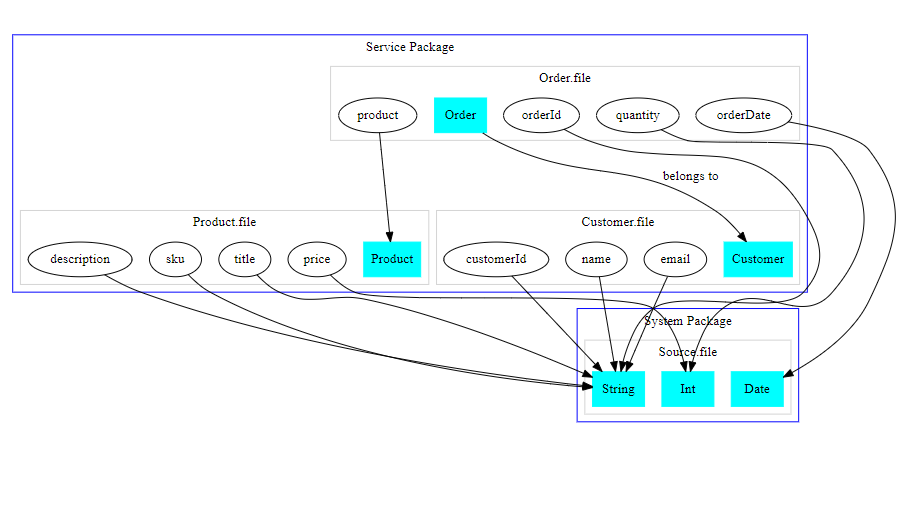 Service Package
Order.file
product Order orderId quantity orderDate
belongs to
Product.file Customer.file
description sku title price Product customerId name email Customer
System Package
Source.file
String Int Date